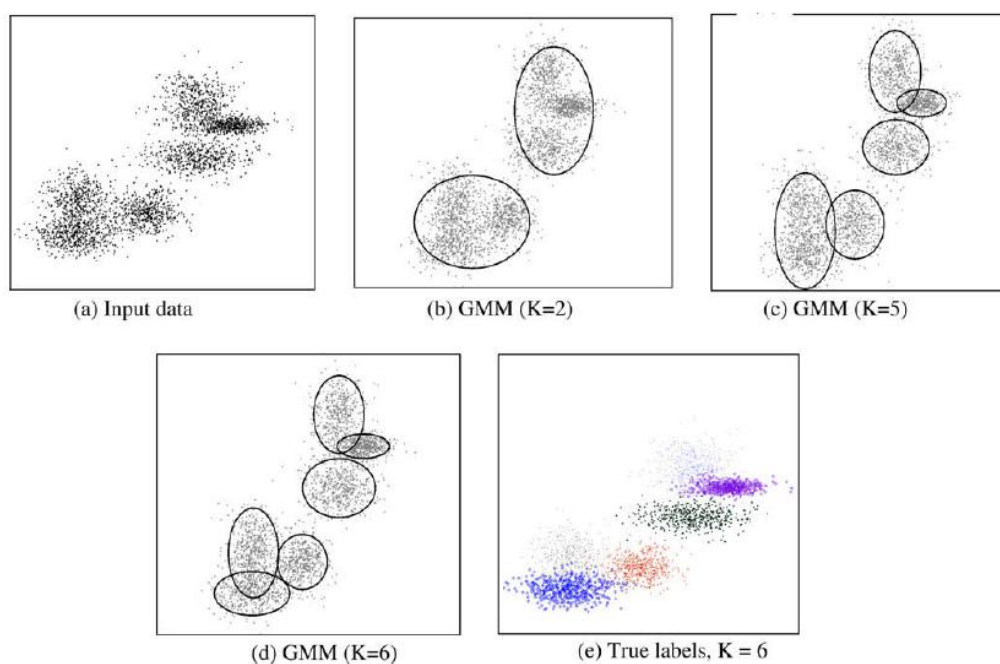 (a) Input data
(b) GMM (K=2)
(c) GMM (K=5)
(d) GMM (K=6)
(e) True labels, K = 6